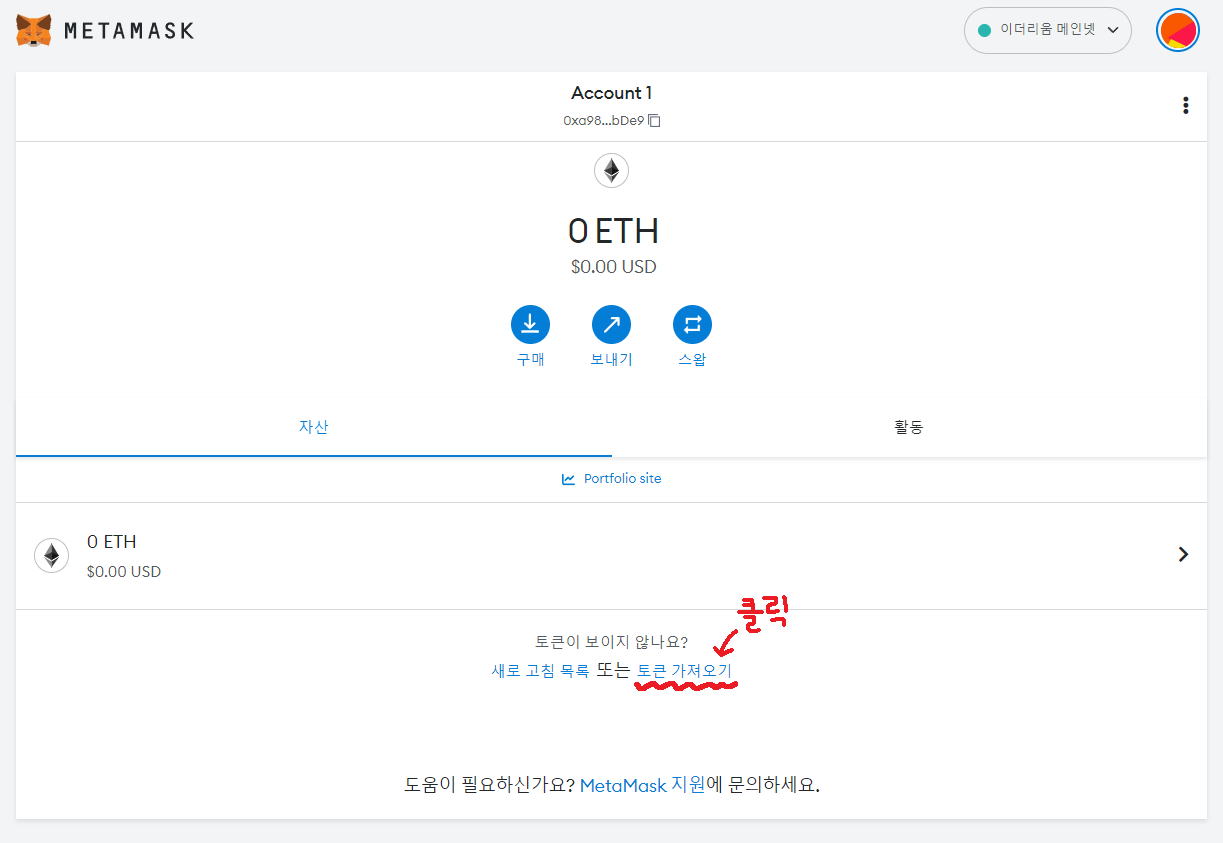 METAMASK
이더리움 메인넷
Account 1
0xa98...bDe9
0 ETH
$0.00 USD
구매
보내기
스왑
자산
활동
Portfolio site
0 ETH
$0.00 USD
클릭
토큰이 보이지 않나요?
새로 고침 목록 또는 토큰 가져오기
도움이 필요하신가요? MetaMask 지원에 문의하세요.